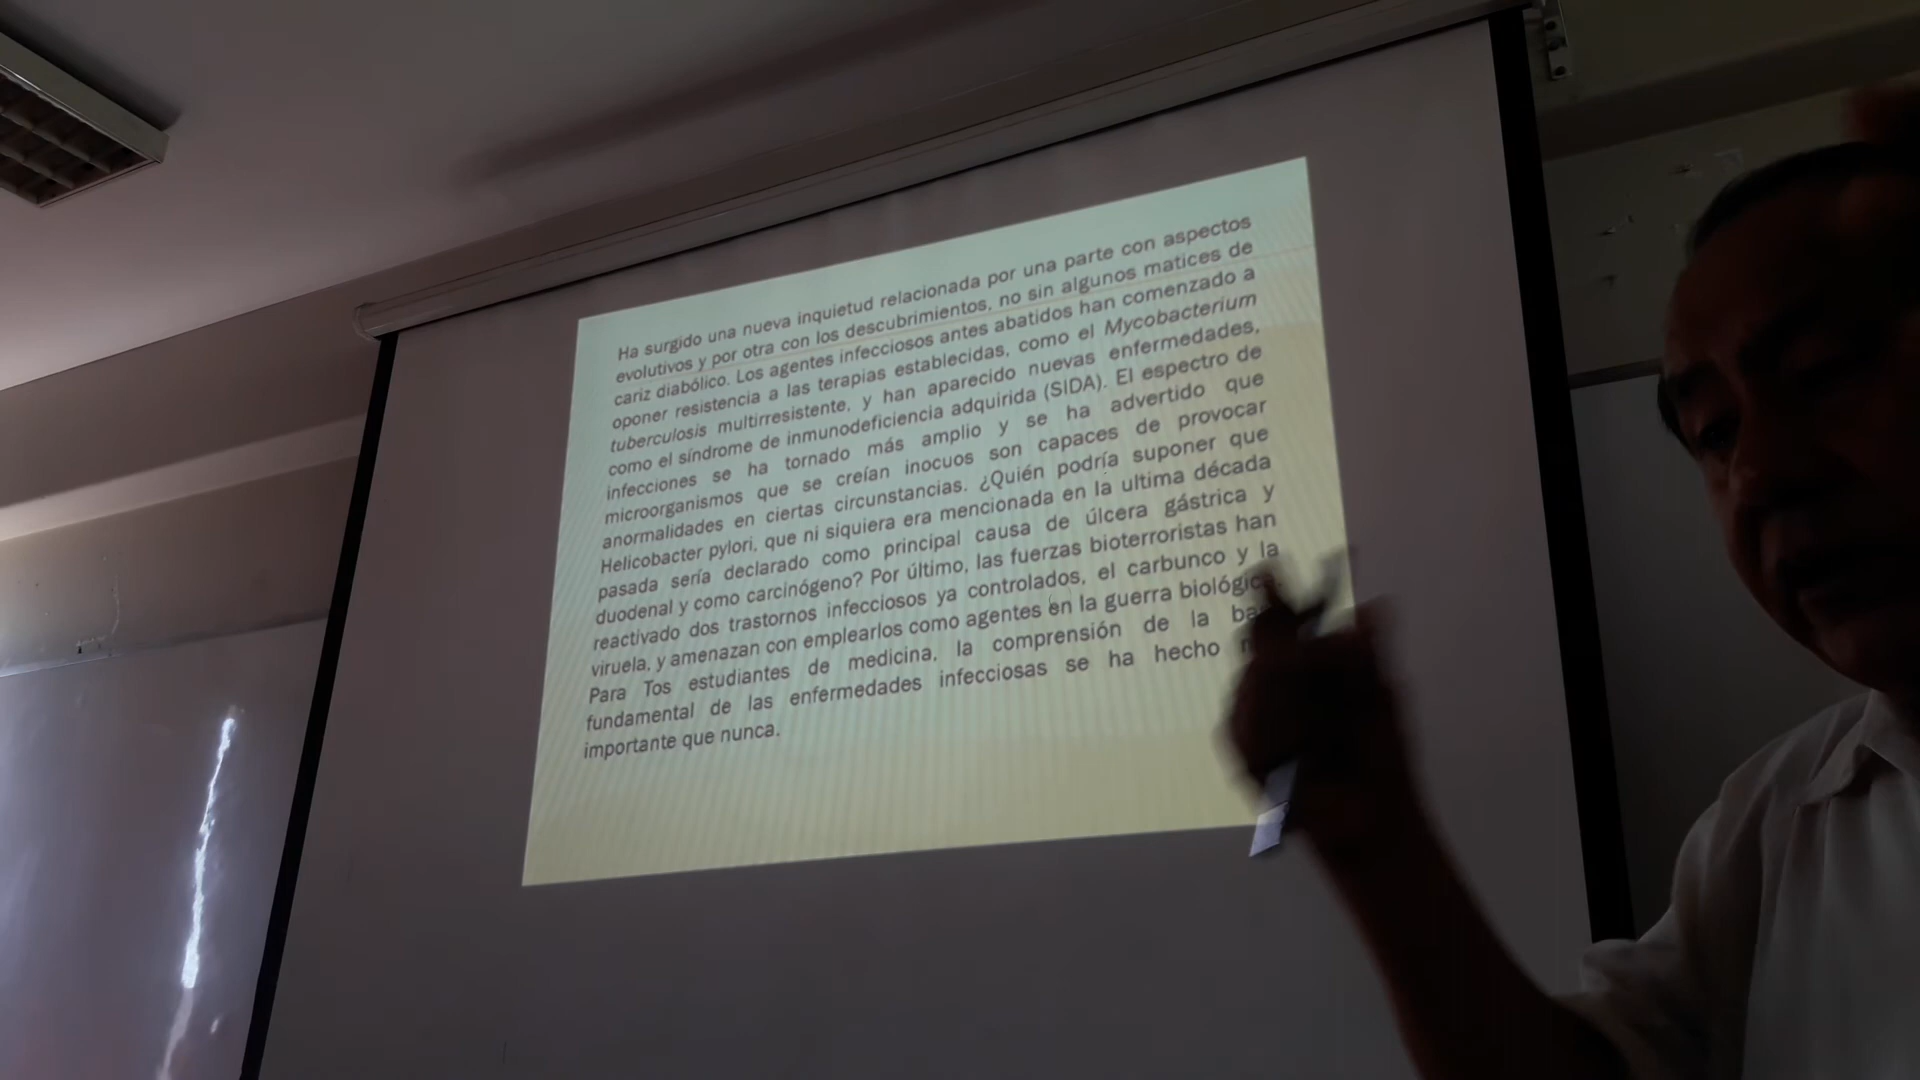 Ha surgido una nueva inquietud relacionada por una parte con aspectos
evolutivos y por otra con los descubrimientos, no sin algunos matices de
cariz diabólico. Los agentes infecciosos antes abatidos han comenzado a
oponer resistencia a las terapias establecidas, como el Mycobacterium
tuberculosis multirresistente, y han aparecido nuevas enfermedades,
como el síndrome de inmunodeficiencia adquirida (SIDA). El espectro de
infecciones se ha tornado más amplio y se ha advertido que
microorganismos que se creían inocuos son capaces de provocar
anormalidades en ciertas circunstancias. ¿Quién podría suponer que
Helicobacter pylori, que ni siquiera era mencionada en la ultima década
pasada sería declarado como principal causa de úlcera gástrica y
duodenal y como carcinógeno? Por último, las fuerzas bioterroristas han
reactivado dos trastornos infecciosos ya controlados, el carbunco y la
viruela, y amenazan con emplearlos como agentes en la guerra
Para Tos estudiantes de medicina, la comprensión de la
fundamental de las enfermedades infecciosas se ha hecho
importante que nunca.